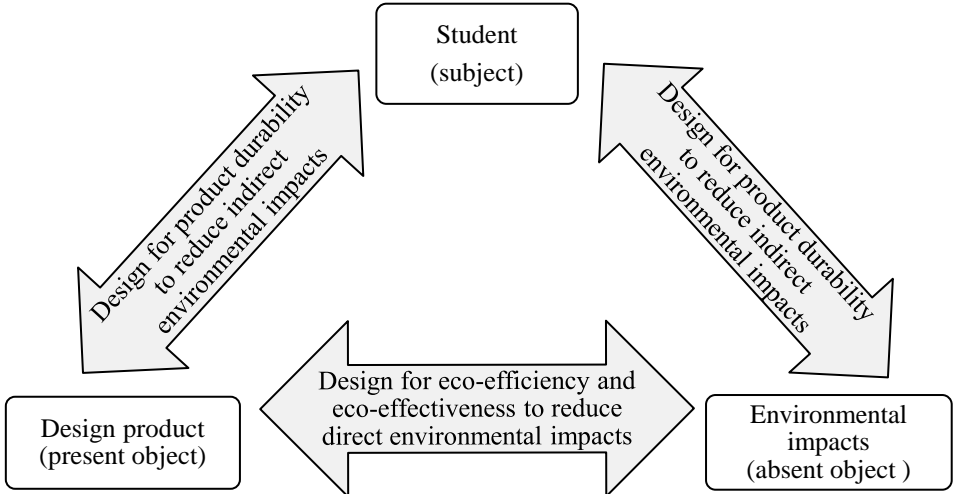 Student
(subject)
Design for product durability
to reduce indirect
environmental impacts
Design for product durability
to reduce indirect
environmental impacts
Design for eco-efficiency and
eco-effectiveness to reduce
direct environmental impacts
Design product
(present object)
Environmental
impacts
(absent object )